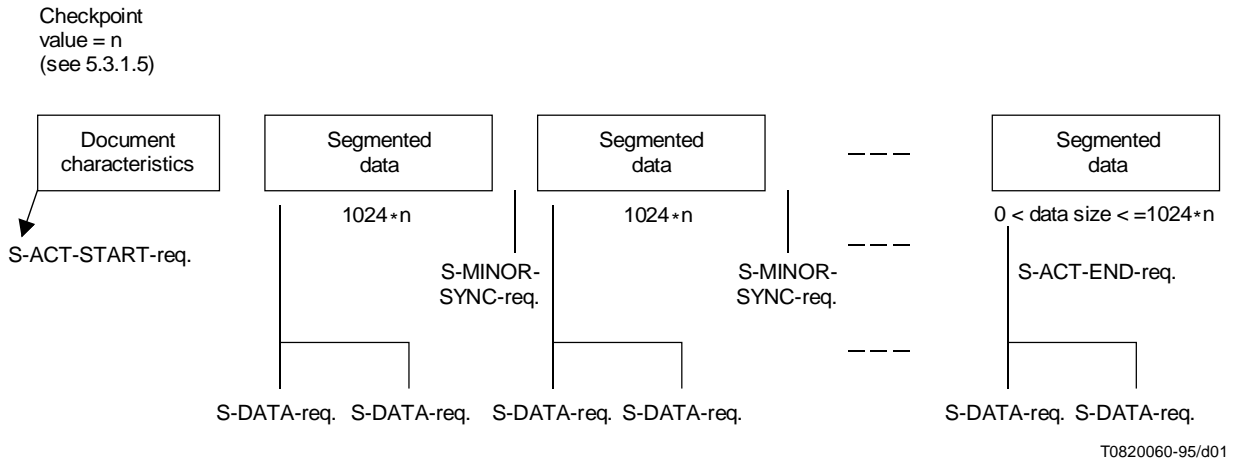 Checkpoint
value = n
(see 5.3.1.5)
Document
characteristics
Segmented
data
Segmented
data
Segmented
data
1024*n
1024*n
0 < data size < =1024*n
S-ACT-START-req.
S-MINOR-
SYNC-req.
S-MINOR-
SYNC-req.
S-ACT-END-req.
S-DATA-req. S-DATA-req. S-DATA-req. S-DATA-req. S-DATA-req. S-DATA-req.
T0820060-95/d01